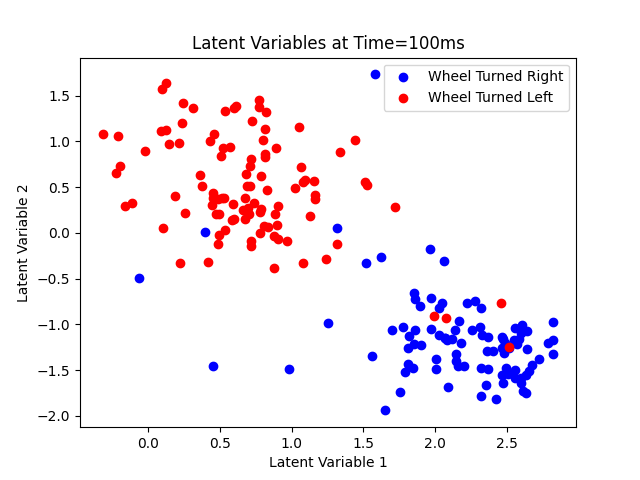 Latent Variables at Time=100ms
Wheel Turned Right
Wheel Turned Left
1.5
1.0
0.5
0.0
−0.5
−1.0
−1.5
−2.0
Latent Variable 2
0.0 0.5 1.0 1.5 2.0 2.5
Latent Variable 1